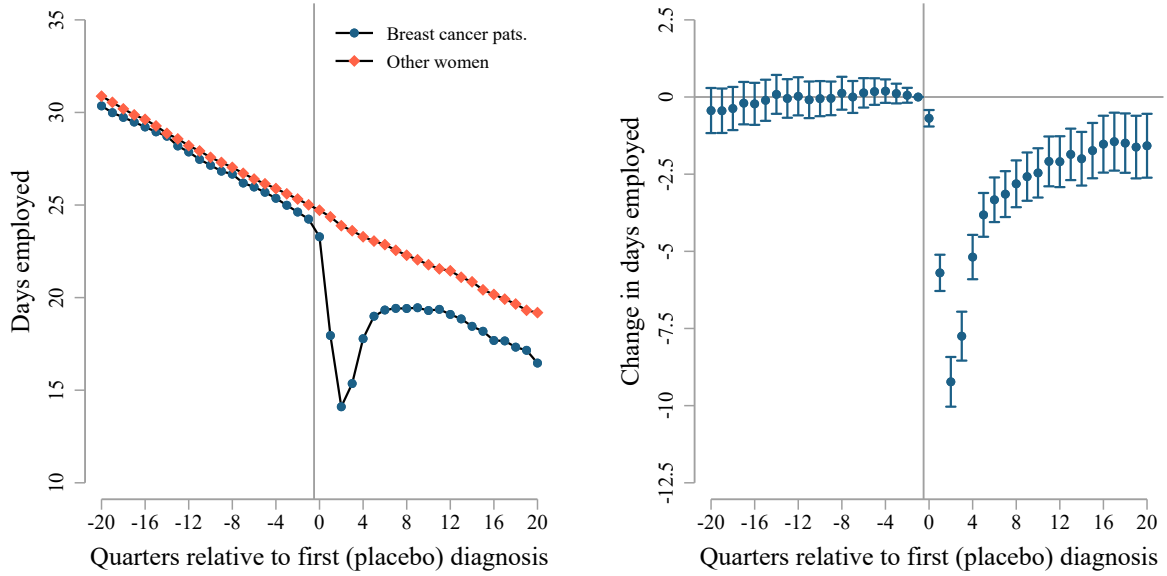 Breast cancer pats.
Other women
Days employed
35
30
25
20
15
10
-20 -16 -12 -8 -4 0 4 8 12 16 20
Quarters relative to first (placebo) diagnosis
Change in days employed
2.5
0
-2.5
-5
-7.5
-10
-12.5
-20 -16 -12 -8 -4 0 4 8 12 16 20
Quarters relative to first (placebo) diagnosis